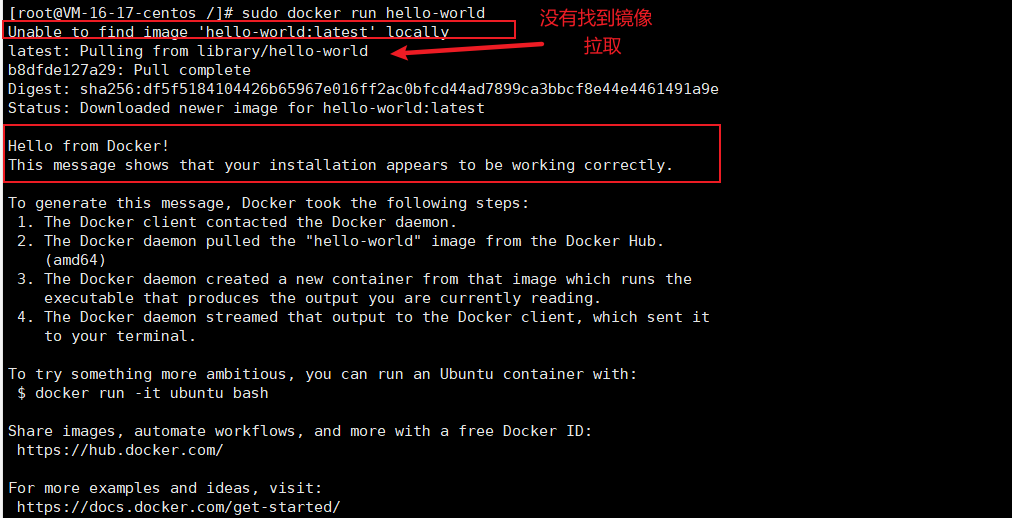 [root@VM-16-17-centos /]# sudo docker run hello-world
Unable to find image 'hello-world:latest' locally
没有找到镜像
拉取
latest: Pulling from library/hello-world
b8dfde127a29: Pull complete
Digest: sha256:df5f5184104426b65967e016ff2ac0bfcd44ad7899ca3bbcf8e44e4461491a9e
Status: Downloaded newer image for hello-world:latest
Hello from Docker!
This message shows that your installation appears to be working correctly.
To generate this message, Docker took the following steps:
1. The Docker client contacted the Docker daemon.
2. The Docker daemon pulled the "hello-world" image from the Docker Hub.
(amd64)
3. The Docker daemon created a new container from that image which runs the
executable that produces the output you are currently reading.
4. The Docker daemon streamed that output to the Docker client, which sent it
to your terminal.
To try something more ambitious, you can run an Ubuntu container with:
$ docker run -it ubuntu bash
Share images, automate workflows, and more with a free Docker ID:
https://hub.docker.com/
For more examples and ideas, visit:
https://docs.docker.com/get-started/